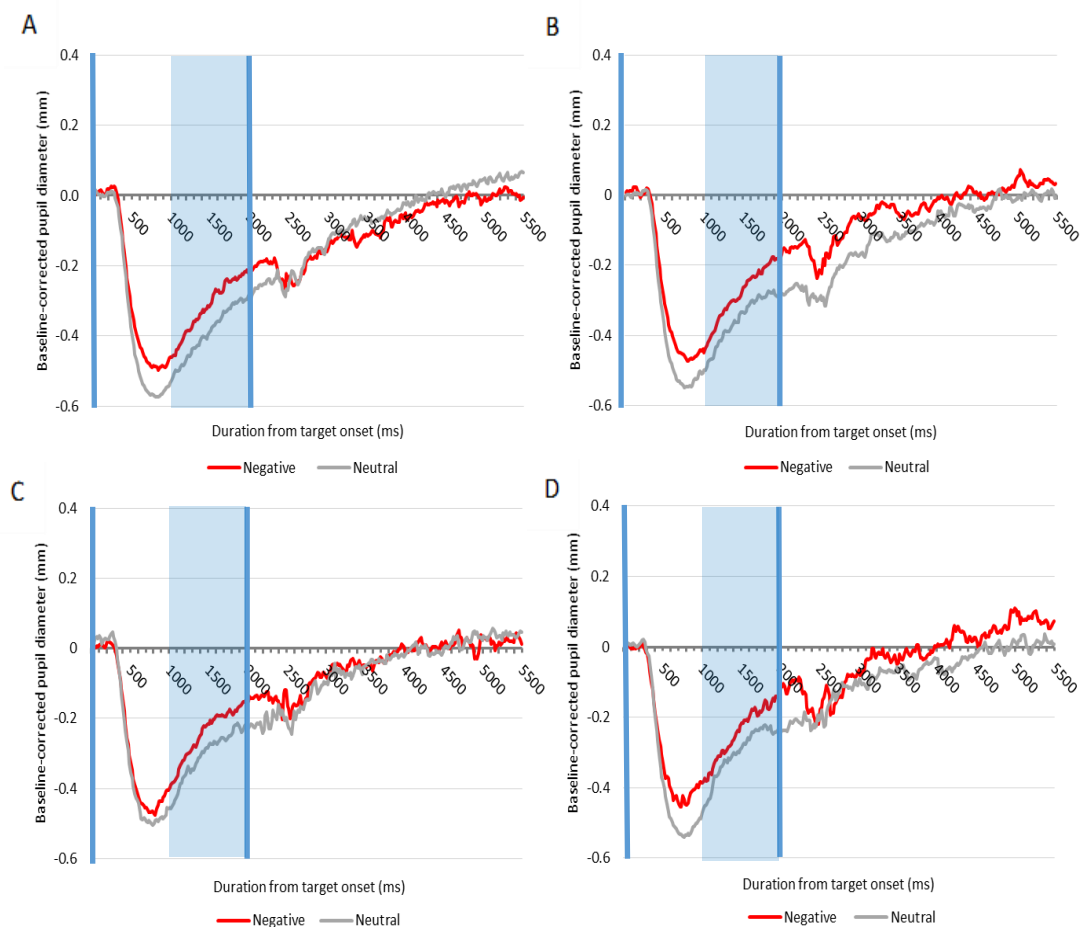 A
Baseline-corrected pupil diameter (mm)
0.4
0.2
0.0
-0.2
-0.4
-0.6
500 1000 1500 2000 2500 3000 3500 4000 4500 5000 5500
Duration from target onset (ms)
Negative Neutral
B
Baseline-corrected pupil diameter (mm)
0.4
0.2
0.0
-0.2
-0.4
-0.6
500 1000 1500 2000 2500 3000 3500 4000 4500 5000 5500
Duration from target onset (ms)
Negative Neutral
C
Baseline-corrected pupil diameter (mm)
0.4
0.2
0
-0.2
-0.4
-0.6
500 1000 1500 2000 2500 3000 3500 4000 4500 5000 5500
Duration from target onset (ms)
Negative Neutral
D
Baseline-corrected pupil diameter (mm)
0.4
0.2
0
-0.2
-0.4
-0.6
500 1000 1500 2000 2500 3000 3500 4000 4500 5000 5500
Duration from target onset (ms)
Negative Neutral